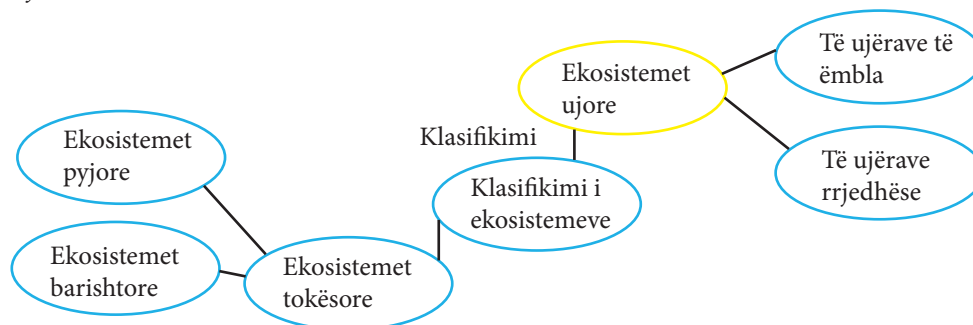 Të ujërave të
ëmbla
Ekosistemet
ujore
Klasifikimi
Ekosistemet
pyjore
Të ujërave
rrjedhëse
Klasifikimi i
ekosistemeve
Ekosistemet
barishtore
Ekosistemet
tokësore